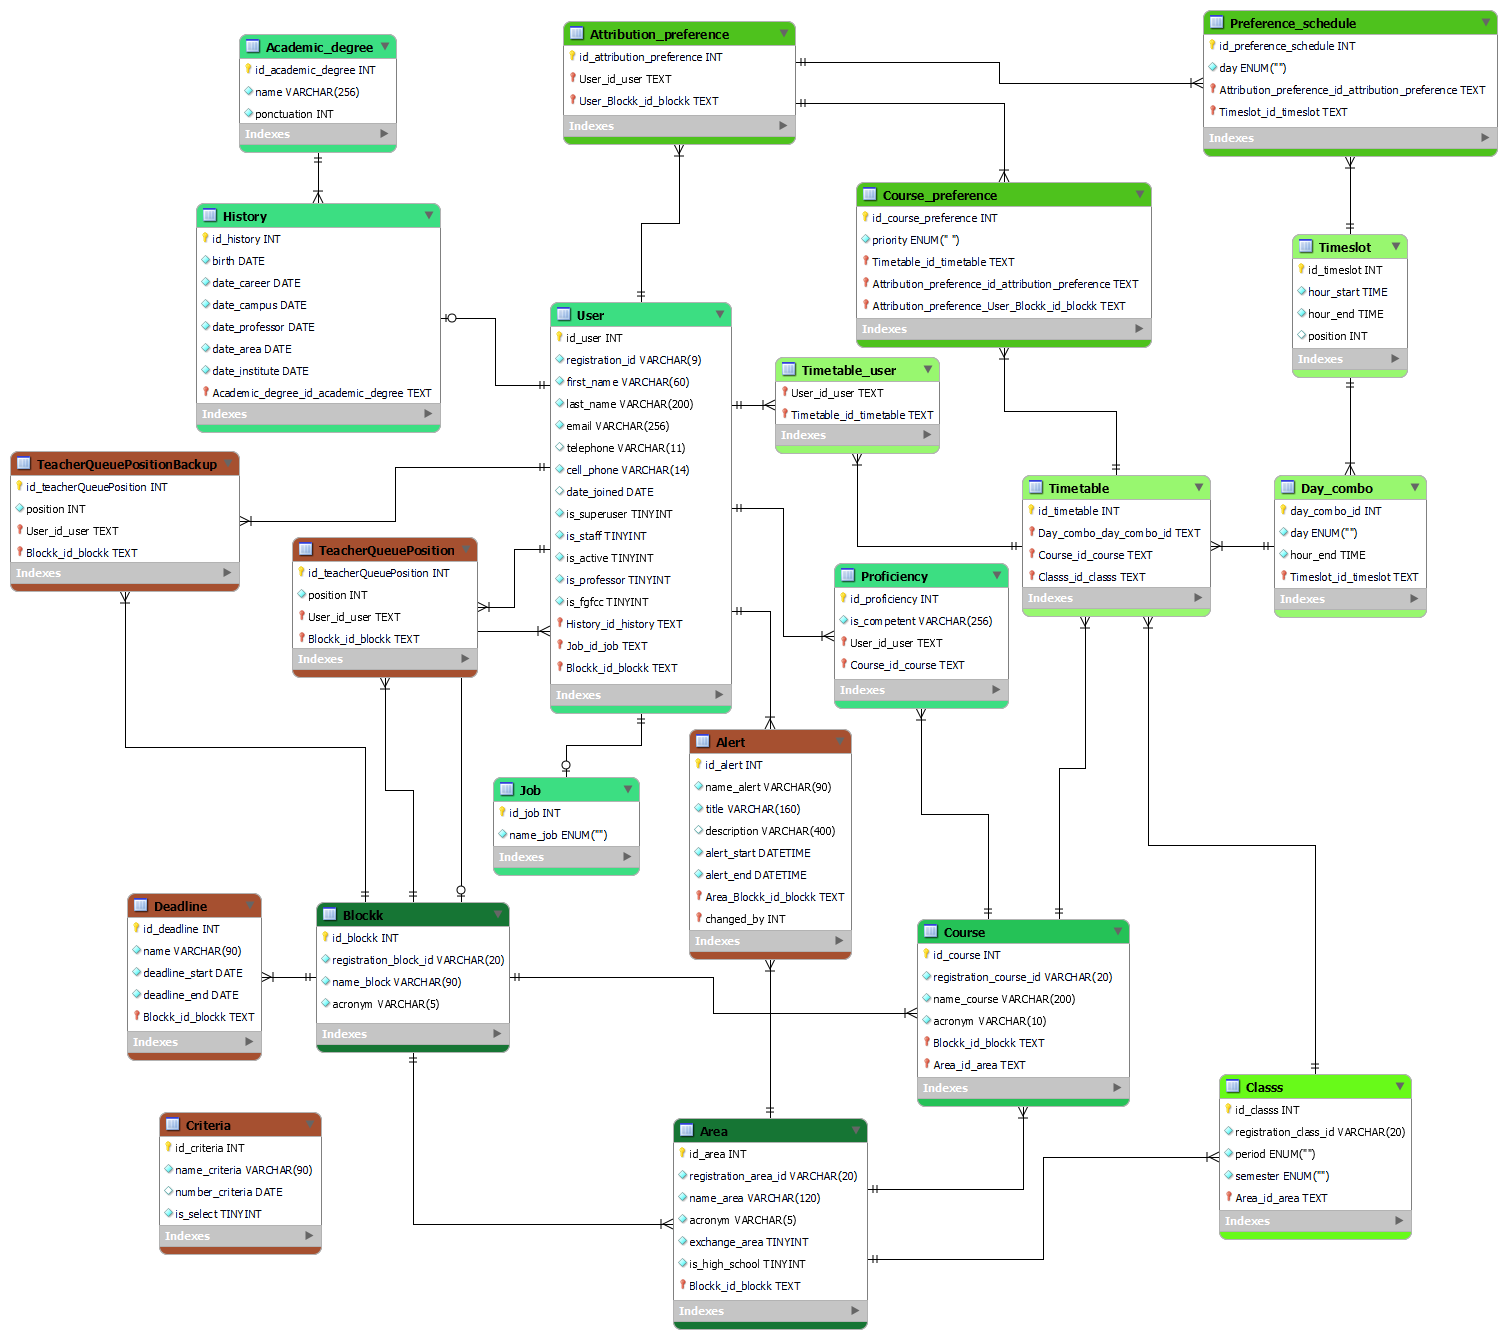 Academic_degree
id_academic_degree INT
name VARCHAR(256)
ponctuation INT
Indexes
Attribution_preference
id_attribution_preference INT
User_id_user TEXT
User_Blockk_id_blockk TEXT
Indexes
Preference_schedule
id_preference_schedule INT
day ENUM("")
Attribution_preference_id_attribution_preference TEXT
Timeslot_id_timeslot TEXT
Indexes
History
id_history INT
birth DATE
date_career DATE
date_campus DATE
date_professor DATE
date_area DATE
date_institute DATE
Academic_degree_id_academic_degree TEXT
Indexes
Course_preference
id_course_preference INT
priority ENUM(" ")
Timetable_id_timetable TEXT
Attribution_preference_id_attribution_preference TEXT
Attribution_preference_User_Blockk_id_blockk TEXT
Indexes
Timeslot
id_timeslot INT
hour_start TIME
hour_end TIME
position INT
Indexes
User
id_user INT
registration_id VARCHAR(9)
first_name VARCHAR(60)
last_name VARCHAR(200)
email VARCHAR(256)
telephone VARCHAR(11)
cell_phone VARCHAR(14)
date_joined DATE
is_superuser TINYINT
is_staff TINYINT
is_active TINYINT
is_professor TINYINT
is_fgfcc TINYINT
History_id_history TEXT
Job_id_job TEXT
Blockk_id_blockk TEXT
Indexes
Timetable_user
User_id_user TEXT
Timetable_id_timetable TEXT
Indexes
TeacherQueuePositionBackup
id_teacherQueuePosition INT
position INT
User_id_user TEXT
Blockk_id_blockk TEXT
Indexes
TeacherQueuePosition
id_teacherQueuePosition INT
position INT
User_id_user TEXT
Blockk_id_blockk TEXT
Indexes
Timetable
id_timetable INT
Day_combo_day_combo_id TEXT
Course_id_course TEXT
Classs_id_classs TEXT
Indexes
Day_combo
day_combo_id INT
day ENUM("")
hour_end TIME
Timeslot_id_timeslot TEXT
Indexes
Proficiency
id_proficiency INT
is_competent VARCHAR(256)
User_id_user TEXT
Course_id_course TEXT
Indexes
Alert
id_alert INT
name_alert VARCHAR(90)
title VARCHAR(160)
description VARCHAR(400)
alert_start DATETIME
alert_end DATETIME
Area_Blockk_id_blockk TEXT
changed_by INT
Indexes
Job
id_job INT
name_job ENUM("")
Indexes
Deadline
id_deadline INT
name VARCHAR(90)
deadline_start DATE
deadline_end DATE
Blockk_id_blockk TEXT
Indexes
Blockk
id_blockk INT
registration_block_id VARCHAR(20)
name_block VARCHAR(90)
acronym VARCHAR(5)
Indexes
Course
id_course INT
registration_course_id VARCHAR(20)
name_course VARCHAR(200)
acronym VARCHAR(10)
Blockk_id_blockk TEXT
Area_id_area TEXT
Indexes
Classs
id_classs INT
registration_class_id VARCHAR(20)
period ENUM("")
semester ENUM("")
Area_id_area TEXT
Indexes
Criteria
id_criteria INT
name_criteria VARCHAR(90)
number_criteria DATE
is_select TINYINT
Indexes
Area
id_area INT
registration_area_id VARCHAR(20)
name_area VARCHAR(120)
acronym VARCHAR(5)
exchange_area TINYINT
is_high_school TINYINT
Blockk_id_blockk TEXT
Indexes